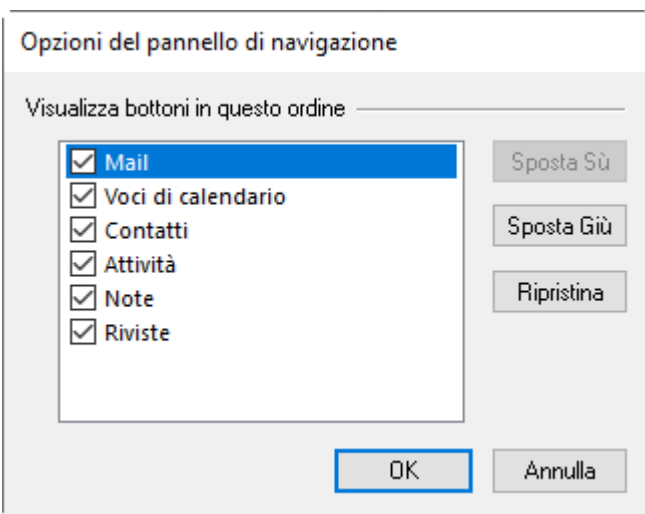 Opzioni del pannello di navigazione
Visualizza bottoni in questo ordine
Mail
Voci di calendario
Contatti
Attività
Note
Riviste
Sposta Sù
Sposta Giù
Ripristina
OK
Annulla